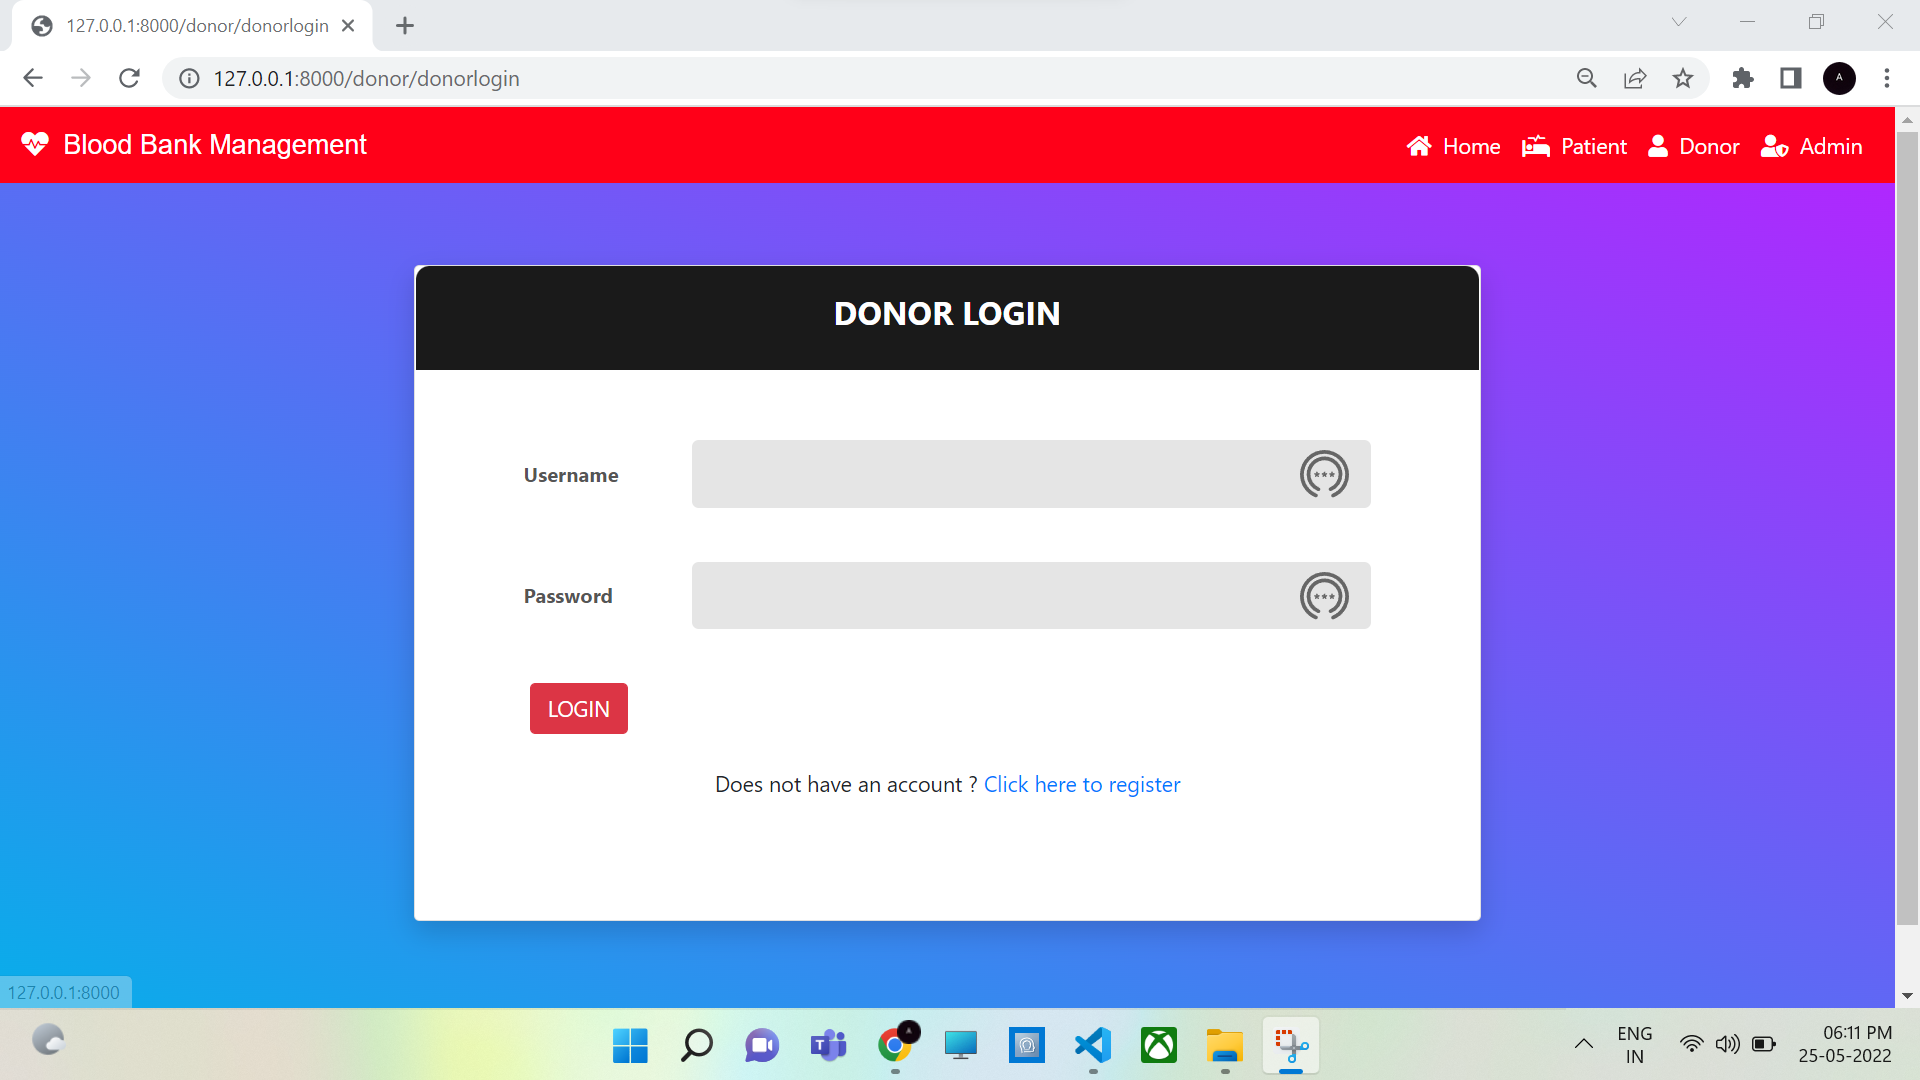 127.0.0.1:8000/donor/donorlogin
127.0.0.1:8000/donor/donorlogin
A
Blood Bank Management
Home
Patient
Donor
Admin
DONOR LOGIN
Username
Password
LOGIN
Does not have an account ? Click here to register
127.0.0.1:8000
T
A
ENG
IN
06:11 PM
25-05-2022